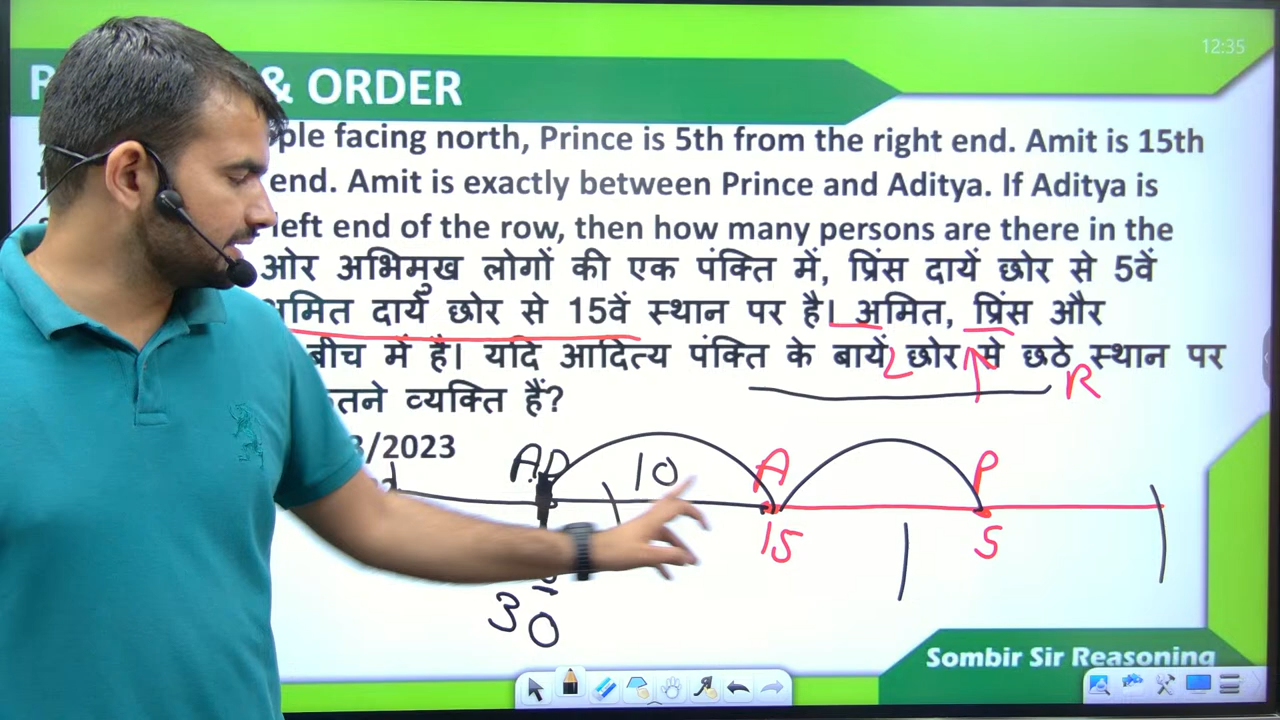 12:35
& ORDER
ple facing north, Prince is 5th from the right end. Amit is 15th
end. Amit is exactly between Prince and Aditya. If Aditya is
left end of the row, then how many persons are there in the
ओर अभिमुख लोगों की एक पंक्ति में, प्रिंस दायें छोर से 5वें
अमित दायें छोर से 15वें स्थान पर है। अमित, प्रिंस और
बीच में है। यदि आदित्य पंक्ति के बायें छोर से छठे स्थान पर
तने व्यक्ति हैं?
L R
3/2023
AD 10 A P
15 5
30
Sombir Sir Reasoning